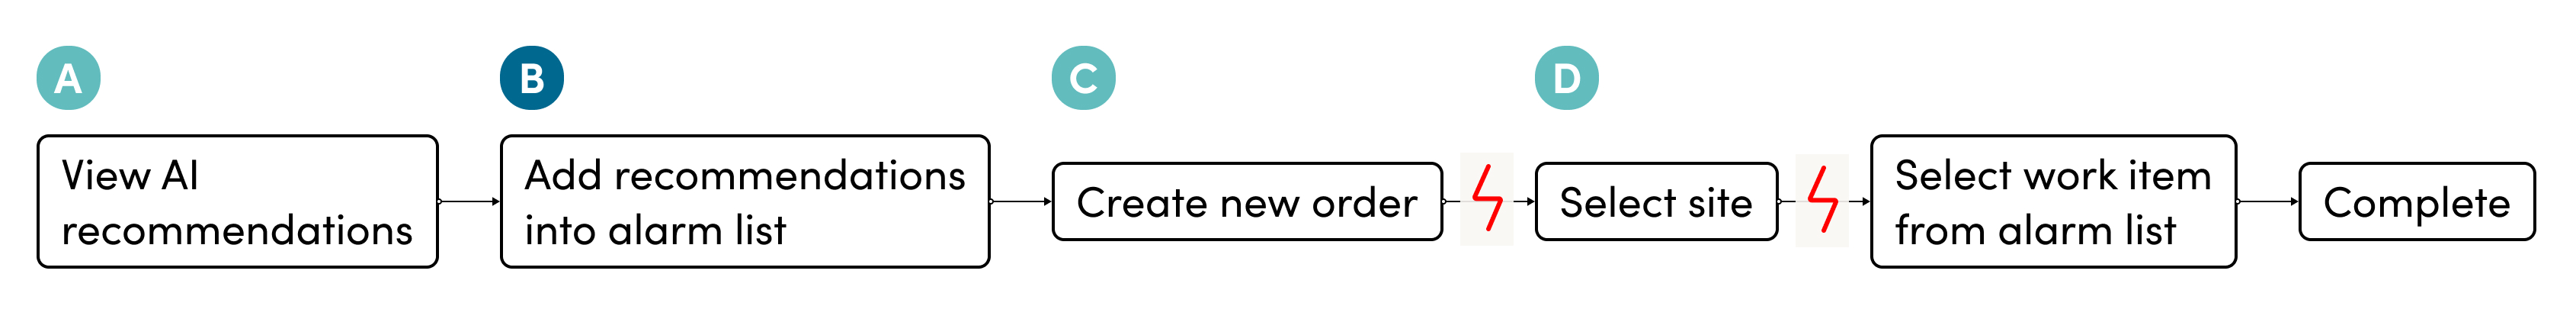 A
B
C
D
View AI
recommendations
Add recommendations
into alarm list
Create new order
Select site
Select work item
from alarm list
Complete